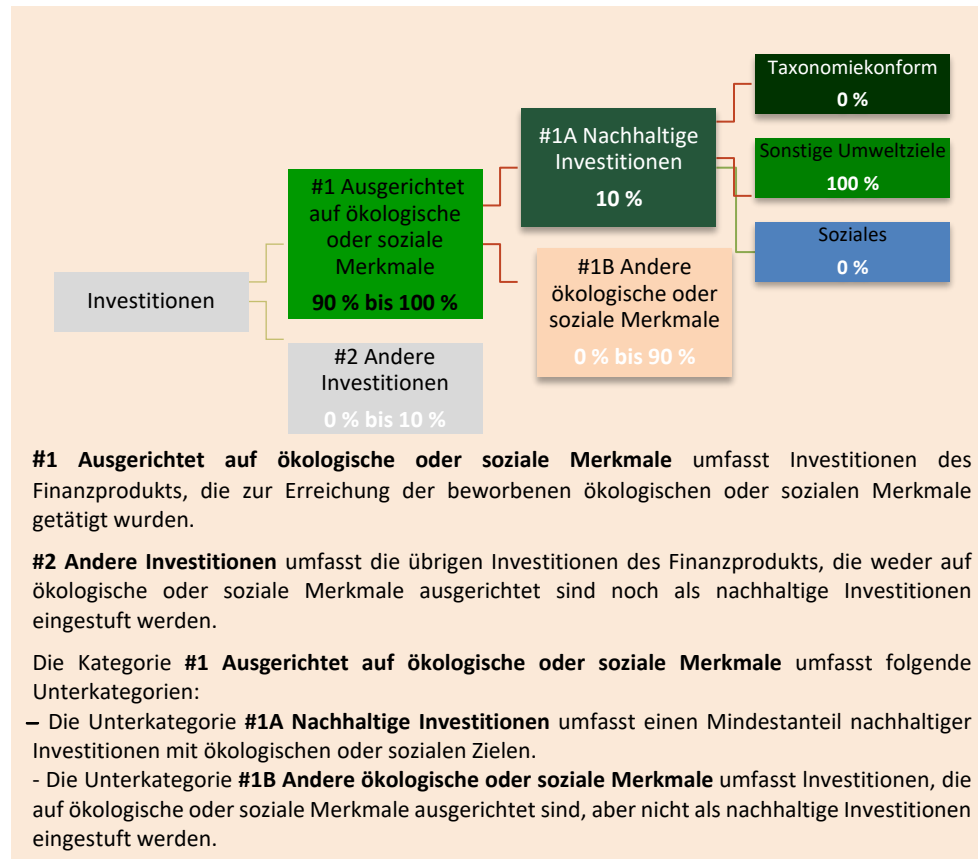 Taxonomiekonform
0 %
#1A Nachhaltige
Investitionen
10 %
Sonstige Umweltziele
100 %
#1 Ausgerichtet
auf ökologische
oder soziale
Merkmale
90 % bis 100 %
Soziales
0 %
#1B Andere
ökologische oder
soziale Merkmale
0 % bis 90 %
Investitionen
#2 Andere
Investitionen
0 % bis 10 %
#1 Ausgerichtet auf ökologische oder soziale Merkmale umfasst Investitionen des
Finanzprodukts, die zur Erreichung der beworbenen ökologischen oder sozialen Merkmale
getätigt wurden.
#2 Andere Investitionen umfasst die übrigen Investitionen des Finanzprodukts, die weder auf
ökologische oder soziale Merkmale ausgerichtet sind noch als nachhaltige Investitionen
eingestuft werden.
Die Kategorie #1 Ausgerichtet auf ökologische oder soziale Merkmale umfasst folgende
Unterkategorien:
– Die Unterkategorie #1A Nachhaltige Investitionen umfasst einen Mindestanteil nachhaltiger
Investitionen mit ökologischen oder sozialen Zielen.
- Die Unterkategorie #1B Andere ökologische oder soziale Merkmale umfasst Investitionen, die
auf ökologische oder soziale Merkmale ausgerichtet sind, aber nicht als nachhaltige Investitionen
eingestuft werden.